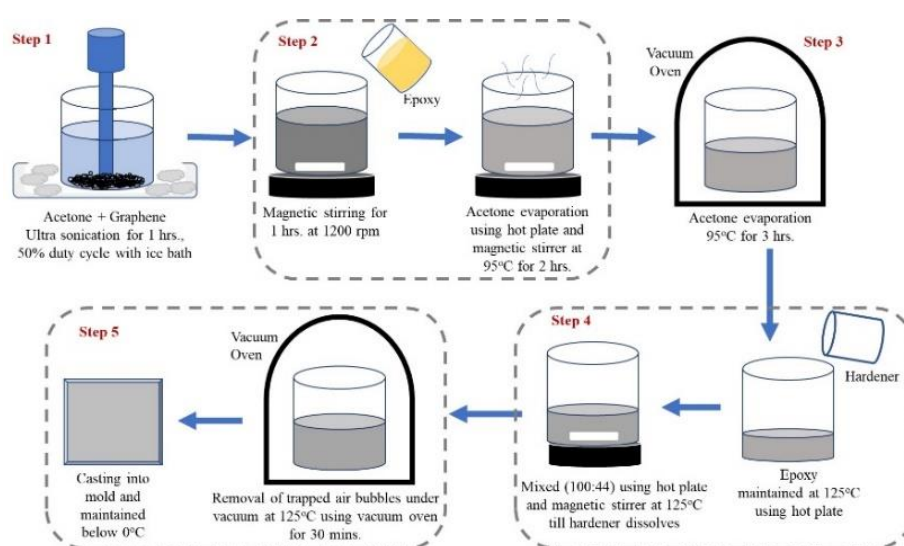 Step 1
Acetone + Graphene
Ultra sonication for 1 hrs.,
50% duty cycle with ice bath
Step 2
Epoxy
Magnetic stirring for
1 hrs. at 1200 rpm
Acetone evaporation
using hot plate and
magnetic stirrer at
95°C for 2 hrs.
Step 3
Vacuum
Oven
Acetone evaporation
95°C for 3 hrs.
Step 4
Hardener
Epoxy
maintained at 125°C
using hot plate
Mixed (100:44) using hot plate
and magnetic stirrer at 125°C
till hardener dissolves
Step 5
Vacuum
Oven
Removal of trapped air bubbles under
vacuum at 125°C using vacuum oven
for 30 mins.
Casting into
mold and
maintained
below 0°C